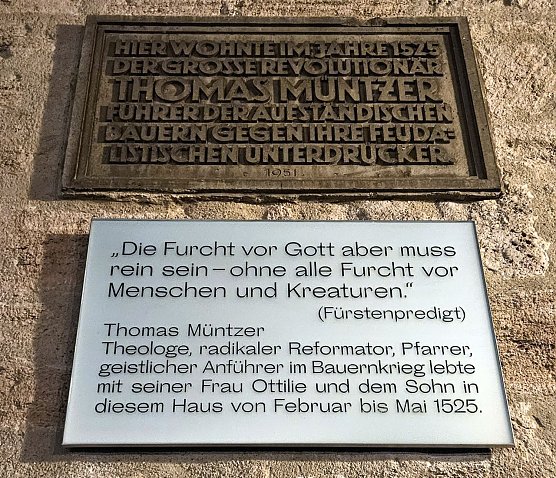 HIER WOHNTE IM JAHRE 1525
DER GROSSE REVOLUTIONÄR
THOMAS MÜNTZER
FÜHRER DER AUFSTÄNDISCHEN
BAUERN GEGEN IHRE FEUDA-
LISTISCHEN UNTERDRÜCKER
1951
„Die Furcht vor Gott aber muss
rein sein – ohne alle Furcht vor
Menschen und Kreaturen.“
(Fürstenpredigt)
Thomas Müntzer
Theologe, radikaler Reformator, Pfarrer,
geistlicher Anführer im Bauernkrieg lebte
mit seiner Frau Ottilie und dem Sohn in
diesem Haus von Februar bis Mai 1525.